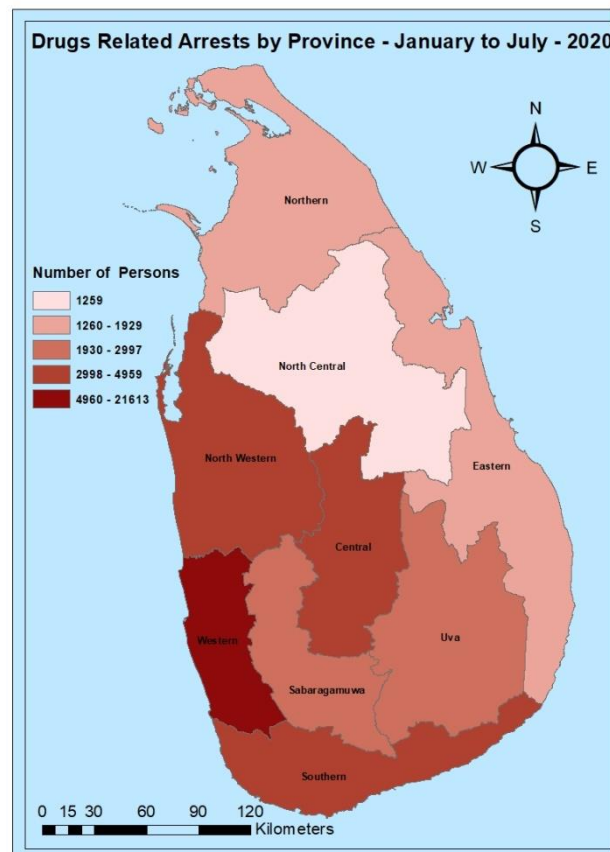 Drugs Related Arrests by Province - January to July - 2020
N
W E
S
Northern
Number of Persons
1259
1260 - 1929
1930 - 2997
2998 - 4959
4960 - 21613
North Central
North Western
Eastern
Central
Western
Uva
Sabaragamuwa
Southern
0 15 30 60 90 120
Kilometers